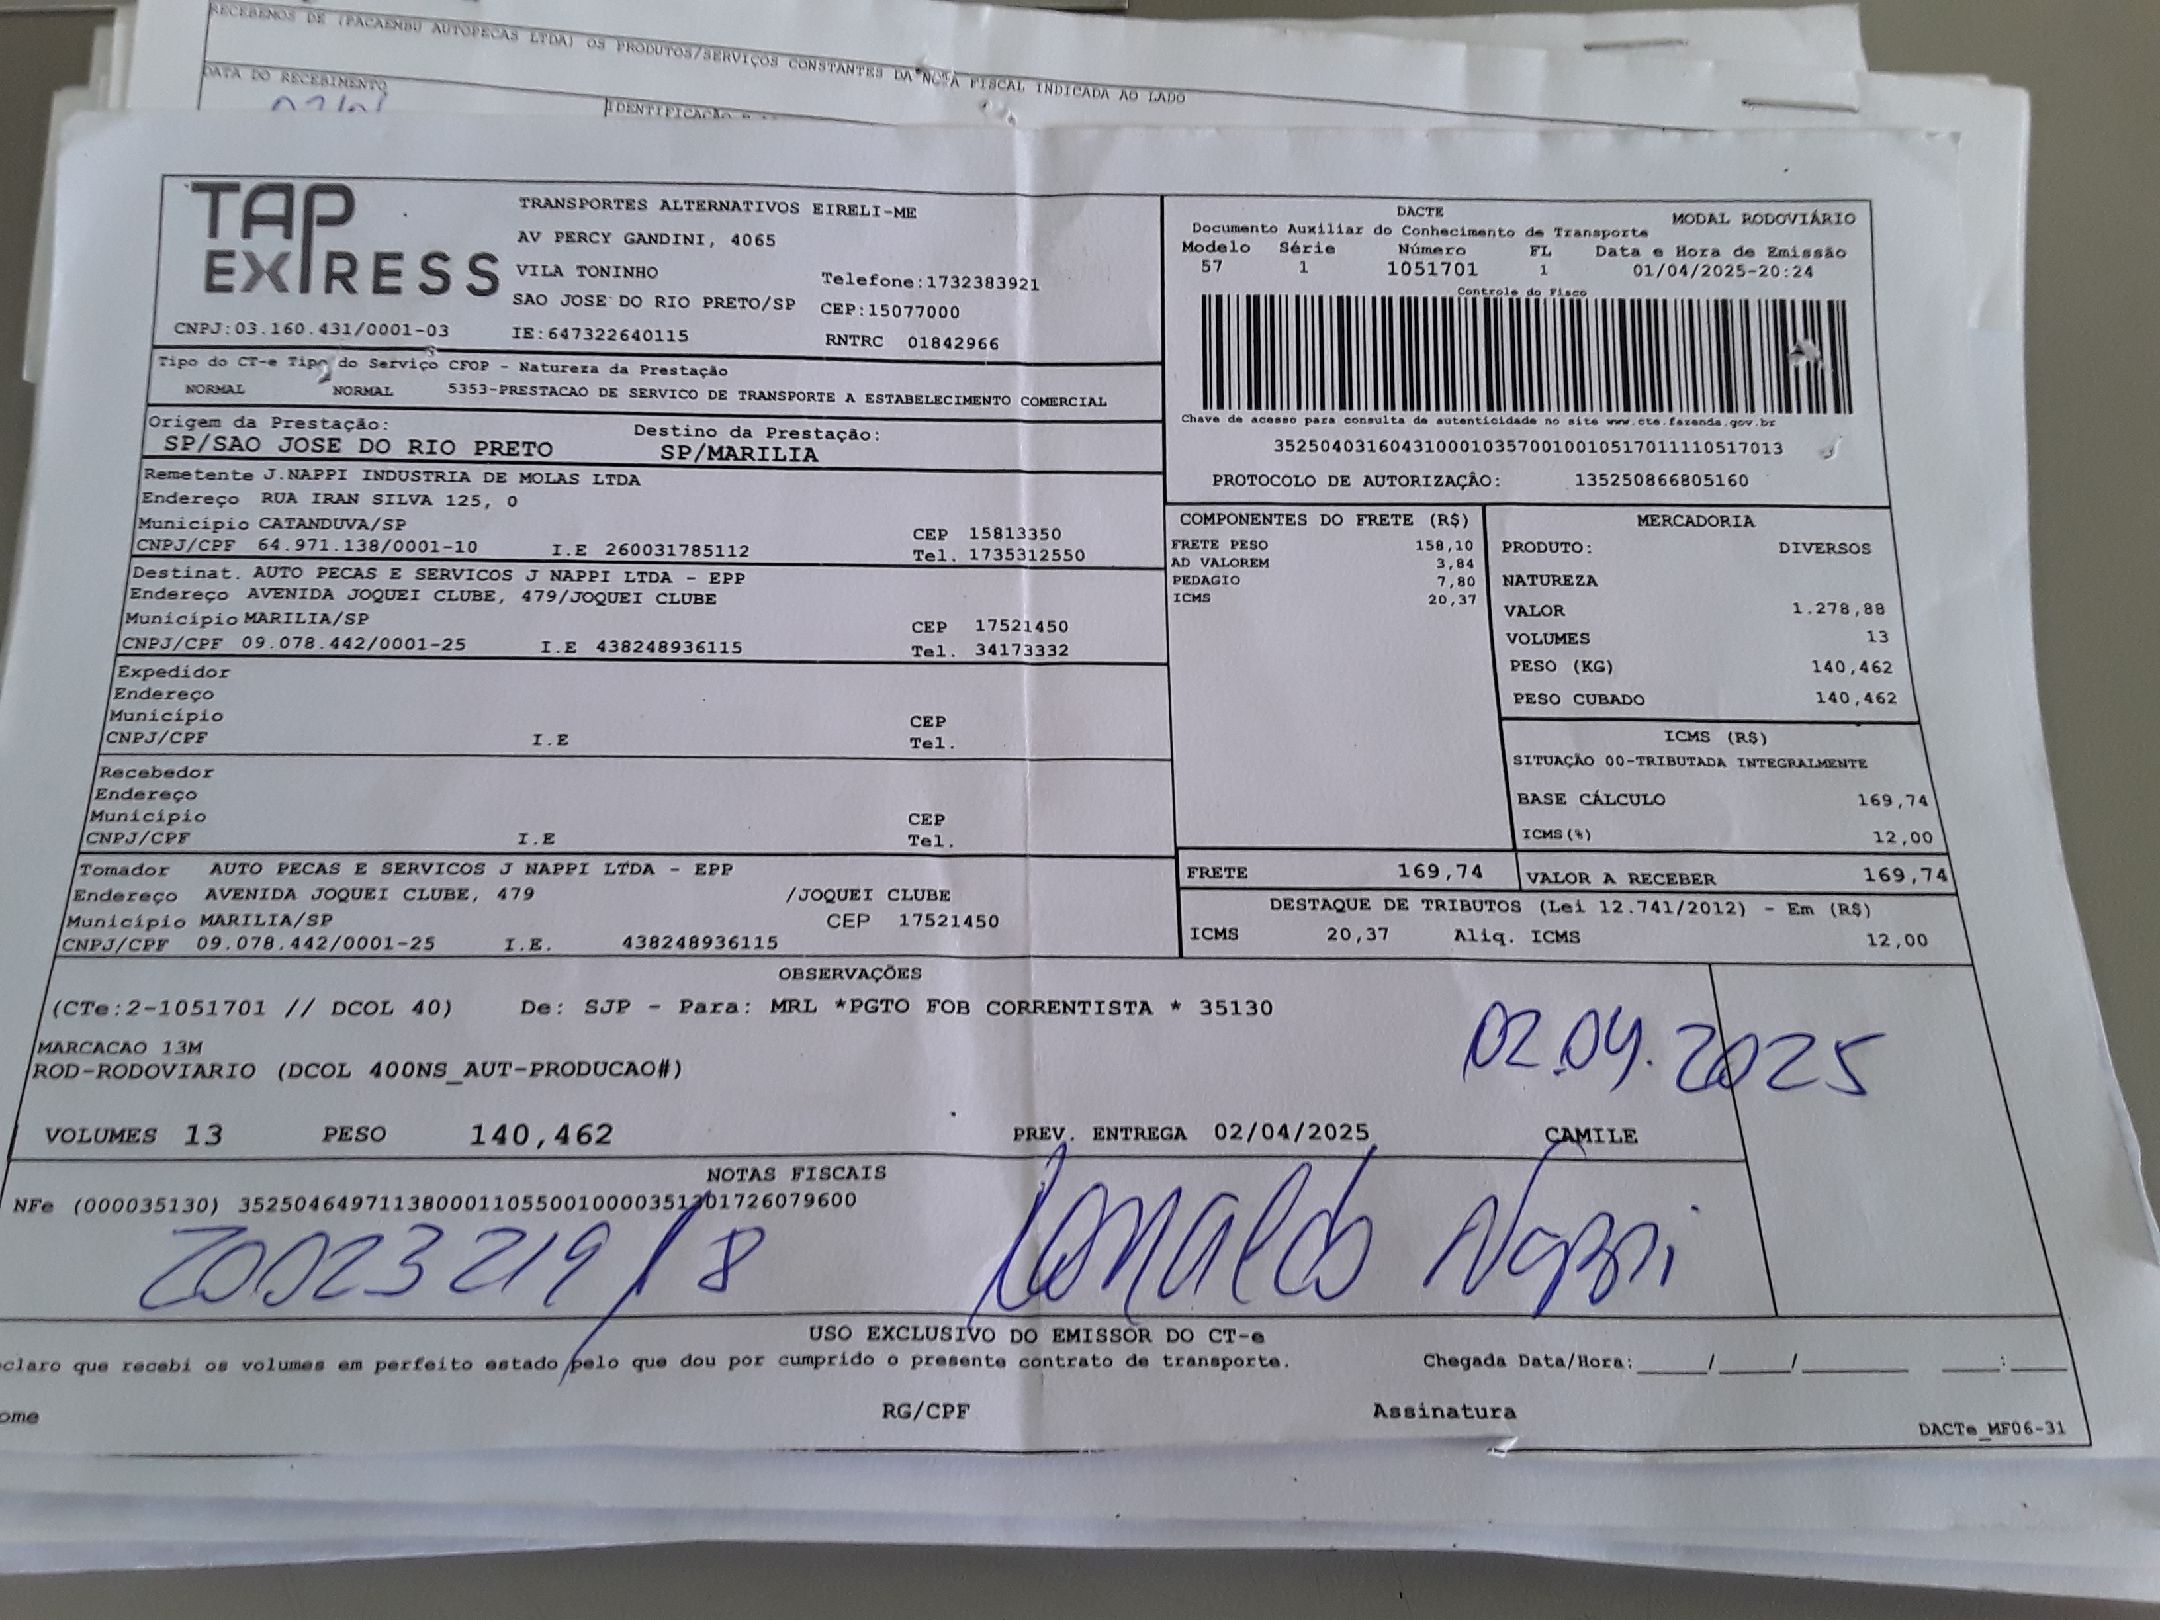 RECEBEMOS DE (PACAEMBU AUTOPECAS LTDA) OS PRODUTOS/SERVIÇOS CONSTANTES DA NOTA FISCAL INDICADA AO LADO
DATA DO RECEBIMENTO
TAP EXPRESS
TRANSPORTES ALTERNATIVOS EIRELI-ME
AV PERCY GANDINI, 4065
VILA TONINHO Telefone:1732383921
SAO JOSE DO RIO PRETO/SP CEP:15077000
CNPJ:03.160.431/0001-03 IE:647322640115 RNTRC 01842966
Tipo do CT-e Tipo do Serviço CFOP - Natureza da Prestação
NORMAL NORMAL 5353-PRESTACAO DE SERVICO DE TRANSPORTE A ESTABELECIMENTO COMERCIAL
Origem da Prestação: Destino da Prestação:
SP/SAO JOSE DO RIO PRETO SP/MARILIA
Remetente J.NAPPI INDUSTRIA DE MOLAS LTDA
Endereço RUA IRAN SILVA 125, 0
Município CATANDUVA/SP CEP 15813350
CNPJ/CPF 64.971.138/0001-10 I.E 260031785112 Tel. 1735312550
Destinat. AUTO PECAS E SERVICOS J NAPPI LTDA - EPP
Endereço AVENIDA JOQUEI CLUBE, 479/JOQUEI CLUBE
Município MARILIA/SP CEP 17521450
CNPJ/CPF 09.078.442/0001-25 I.E 438248936115 Tel. 34173332
Expedidor
Endereço
Município CEP
CNPJ/CPF I.E Tel.
Recebedor
Endereço
Município CEP
CNPJ/CPF I.E Tel.
Tomador AUTO PECAS E SERVICOS J NAPPI LTDA - EPP
Endereço AVENIDA JOQUEI CLUBE, 479 /JOQUEI CLUBE
Município MARILIA/SP CEP 17521450
CNPJ/CPF 09.078.442/0001-25 I.E. 438248936115
DACTE MODAL RODOVIÁRIO
Documento Auxiliar do Conhecimento de Transporte
Modelo Série Número FL Data e Hora de Emissão
57 1 1051701 1 01/04/2025-20:24
Controle do Fisco
Chave de acesso para consulta de autenticidade no site www.cte.fazenda.gov.br
35250403160431000103570010010517011110517013
PROTOCOLO DE AUTORIZAÇÂO: 135250866805160
COMPONENTES DO FRETE (R$)
FRETE PESO 158,10
AD VALOREM 3,84
PEDAGIO 7,80
ICMS 20,37
MERCADORIA
PRODUTO: DIVERSOS
NATUREZA
VALOR 1.278,88
VOLUMES 13
PESO (KG) 140,462
PESO CUBADO 140,462
ICMS (R$)
SITUAÇÃO 00-TRIBUTADA INTEGRALMENTE
BASE CÁLCULO 169,74
ICMS(%) 12,00
FRETE 169,74 VALOR A RECEBER 169,74
DESTAQUE DE TRIBUTOS (Lei 12.741/2012) - Em (R$)
ICMS 20,37 Aliq. ICMS 12,00
OBSERVAÇÕES
(CTe:2-1051701 // DCOL 40) De: SJP - Para: MRL *PGTO FOB CORRENTISTA * 35130
02.04.2025
MARCACAO 13M
ROD-RODOVIARIO (DCOL 400NS_AUT-PRODUCAO#)
VOLUMES 13 PESO 140,462 PREV. ENTREGA 02/04/2025 CAMILE
NOTAS FISCAIS
NFe (000035130) 35250464971138000110550010000351301726079600
20023219/8 Ronaldo Nappi
USO EXCLUSIVO DO EMISSOR DO CT-e
claro que recebi os volumes em perfeito estado pelo que dou por cumprido o presente contrato de transporte. Chegada Data/Hora:____/____/______ ___:___
ome RG/CPF Assinatura
DACTe_MF06-31